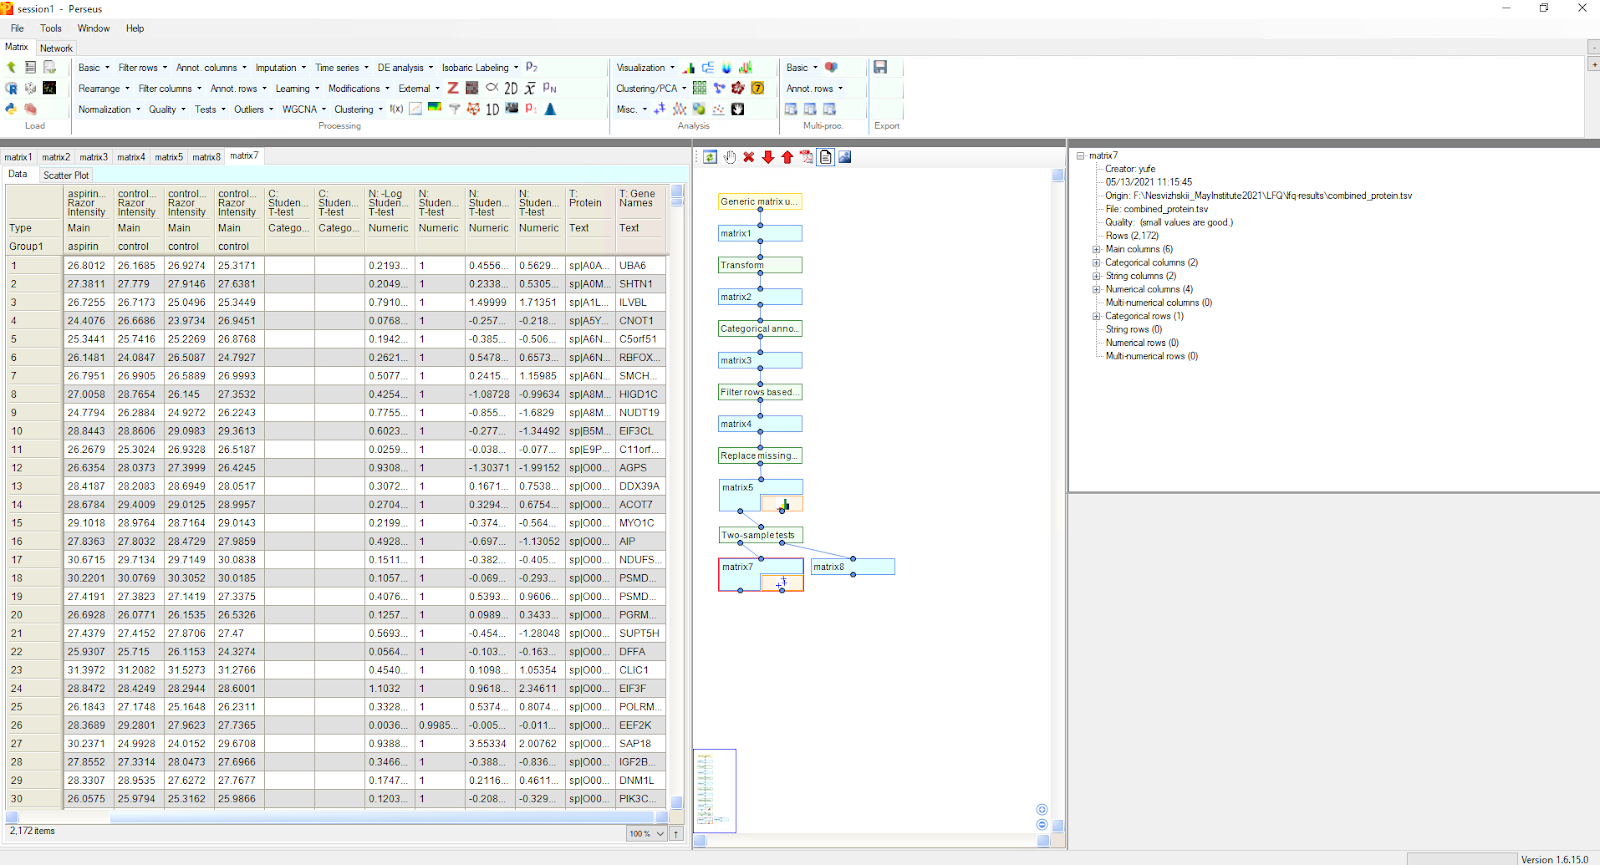 session1 - Perseus
File Tools Window Help
Matrix Network
Basic Filter rows Annot. columns Imputation Time series DE analysis Isobaric Labeling p2
Rearrange Filter columns Annot. rows Learning Modifications External Z 2D x pN
Normalization Quality Tests Outliers WGCNA Clustering f(x) 1D p1
Load Processing
Visualization
Clustering/PCA
Misc.
Analysis
Basic
Annot. rows
Multi-proc.
Export
matrix1 matrix2 matrix3 matrix4 matrix5 matrix8 matrix7
Data Scatter Plot
aspirin... control... control... control... C: C: N: -Log N: N: N: T: T: Gene
Razor Razor Razor Razor Studen... Studen... Studen... Studen... Studen... Studen... Protein Names
Intensity Intensity Intensity Intensity T-test T-test T-test T-test T-test T-test
Type Main Main Main Main Catego... Catego... Numeric Numeric Numeric Numeric Text Text
Group1 aspirin control control control
1 26.8012 26.1685 26.9274 25.3171 0.2193... 1 0.4556... 0.5629... sp|A0A... UBA6
2 27.3811 27.779 27.9146 27.6381 0.2049... 1 0.2338... 0.5305... sp|A0M... SHTN1
3 26.7255 26.7173 25.0496 25.3449 0.7910... 1 1.49999 1.71351 sp|A1L... ILVBL
4 24.4076 26.6686 23.9734 26.9451 0.0768... 1 -0.257... -0.218... sp|A5Y... CNOT1
5 25.3441 25.7416 25.2269 26.8768 0.1942... 1 -0.385... -0.506... sp|A6N... C5orf51
6 26.1481 24.0847 26.5087 24.7927 0.2621... 1 0.5478... 0.6573... sp|A6N... RBFOX...
7 26.7951 26.9905 26.5889 26.9993 0.5077... 1 0.2415... 1.15985 sp|A6N... SMCH...
8 27.0058 28.7654 26.145 27.3532 0.4254... 1 -1.08728 -0.99634 sp|A8M... HIGD1C
9 24.7794 26.2884 24.9272 26.2243 0.7755... 1 -0.855... -1.6829 sp|A8M... NUDT19
10 28.8443 28.8606 29.0983 29.3613 0.6023... 1 -0.277... -1.34492 sp|B5M... EIF3CL
11 26.2679 25.3024 26.9328 26.5187 0.0259... 1 -0.038... -0.077... sp|E9P... C11orf...
12 26.6354 28.0373 27.3999 26.4245 0.9308... 1 -1.30371 -1.99152 sp|O00... AGPS
13 28.4187 28.2083 28.6949 28.0517 0.3072... 1 0.1671... 0.7538... sp|O00... DDX39A
14 28.6784 29.4009 29.0125 28.9957 0.2704... 1 0.3294... 0.6754... sp|O00... ACOT7
15 29.1018 28.9764 28.7164 29.0143 0.2199... 1 -0.374... -0.564... sp|O00... MYO1C
16 27.8363 27.8032 28.4729 27.9859 0.4928... 1 -0.697... -1.13052 sp|O00... AIP
17 30.6715 29.7134 29.7149 30.0838 0.1511... 1 -0.382... -0.405... sp|O00... NDUFS...
18 30.2201 30.0769 30.3052 30.0185 0.1057... 1 -0.069... -0.293... sp|O00... PSMD...
19 27.4191 27.3823 27.1419 27.3375 0.4076... 1 0.5393... 0.9606... sp|O00... PSMD...
20 26.6928 26.0771 26.1535 26.5326 0.1257... 1 0.0989... 0.3433... sp|O00... PGRM...
21 27.4379 27.4152 27.8706 27.47 0.5693... 1 -0.454... -1.28048 sp|O00... SUPT5H
22 25.9307 25.715 26.1153 24.3274 0.0564... 1 -0.103... -0.163... sp|O00... DFFA
23 31.3972 31.2082 31.5273 31.2766 0.4540... 1 0.1098... 1.05354 sp|O00... CLIC1
24 28.8472 28.4249 28.2944 28.6001 1.1032 1 0.9618... 2.34611 sp|O00... EIF3F
25 26.1843 27.1748 25.1648 26.2311 0.3328... 1 0.5374... 0.8074... sp|O00... POLRM...
26 28.3689 29.2801 27.9623 27.7365 0.0036... 0.9985... -0.005... -0.011... sp|O00... EEF2K
27 30.2371 24.9928 24.0152 29.6708 0.9388... 1 3.55334 2.00762 sp|O00... SAP18
28 27.8552 27.3314 28.0473 27.6966 0.3466... 1 -0.388... -0.836... sp|O00... IGF2B...
29 28.3307 28.9535 27.6272 27.7677 0.1747... 1 0.2116... 0.4611... sp|O00... DNM1L
30 26.0575 25.9794 25.3162 25.9866 0.1203... 1 -0.208... -0.329... sp|O00... PIK3C...
2,172 items
100 %
Generic matrix u...
matrix1
Transform
matrix2
Categorical anno...
matrix3
Filter rows based...
matrix4
Replace missing...
matrix5
Two-sample tests
matrix7 matrix8
matrix7
Creator: yufe
05/13/2021 11:15:45
Origin: F:\Nesvizhskii_MayInstitute2021\LFQ\lfq-results\combined_protein.tsv
File: combined_protein.tsv
Quality: (small values are good.)
Rows (2,172)
Main columns (6)
Categorical columns (2)
String columns (2)
Numerical columns (4)
Multi-numerical columns (0)
Categorical rows (1)
String rows (0)
Numerical rows (0)
Multi-numerical rows (0)
Version 1.6.15.0